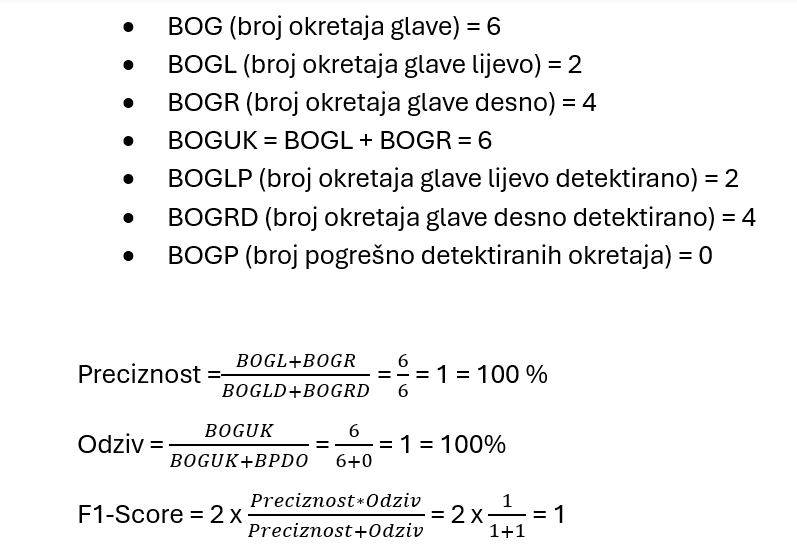 • BOG (broj okretaja glave) = 6
• BOGL (broj okretaja glave lijevo) = 2
• BOGR (broj okretaja glave desno) = 4
• BOGUK = BOGL + BOGR = 6
• BOGLP (broj okretaja glave lijevo detektirano) = 2
• BOGRD (broj okretaja glave desno detektirano) = 4
• BOGP (broj pogrešno detektiranih okretaja) = 0
Preciznost = \frac{BOGL+BOGR}{BOGLD+BOGRD} = \frac{6}{6} = 1 = 100 %
Odziv = \frac{BOGUK}{BOGUK+BPDO} = \frac{6}{6+0} = 1 = 100%
F1-Score = 2 x \frac{Preciznost*Odziv}{Preciznost+Odziv} = 2 x \frac{1}{1+1} = 1